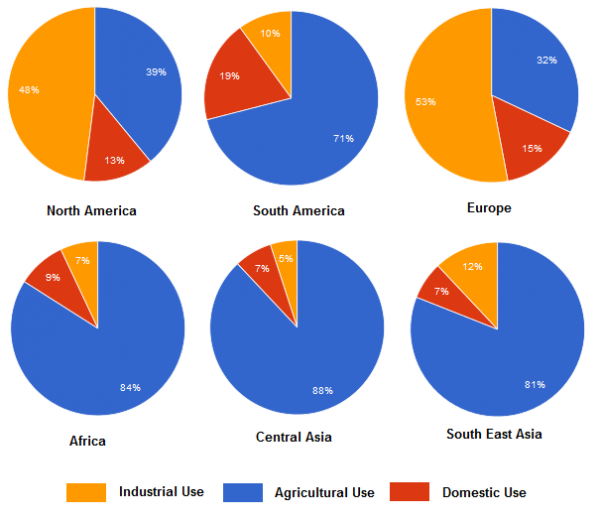 48%
39%
13%
10%
19%
71%
32%
53%
15%
North America
South America
Europe
7%
9%
84%
5%
7%
88%
12%
7%
81%
Africa
Central Asia
South East Asia
Industrial Use
Agricultural Use
Domestic Use